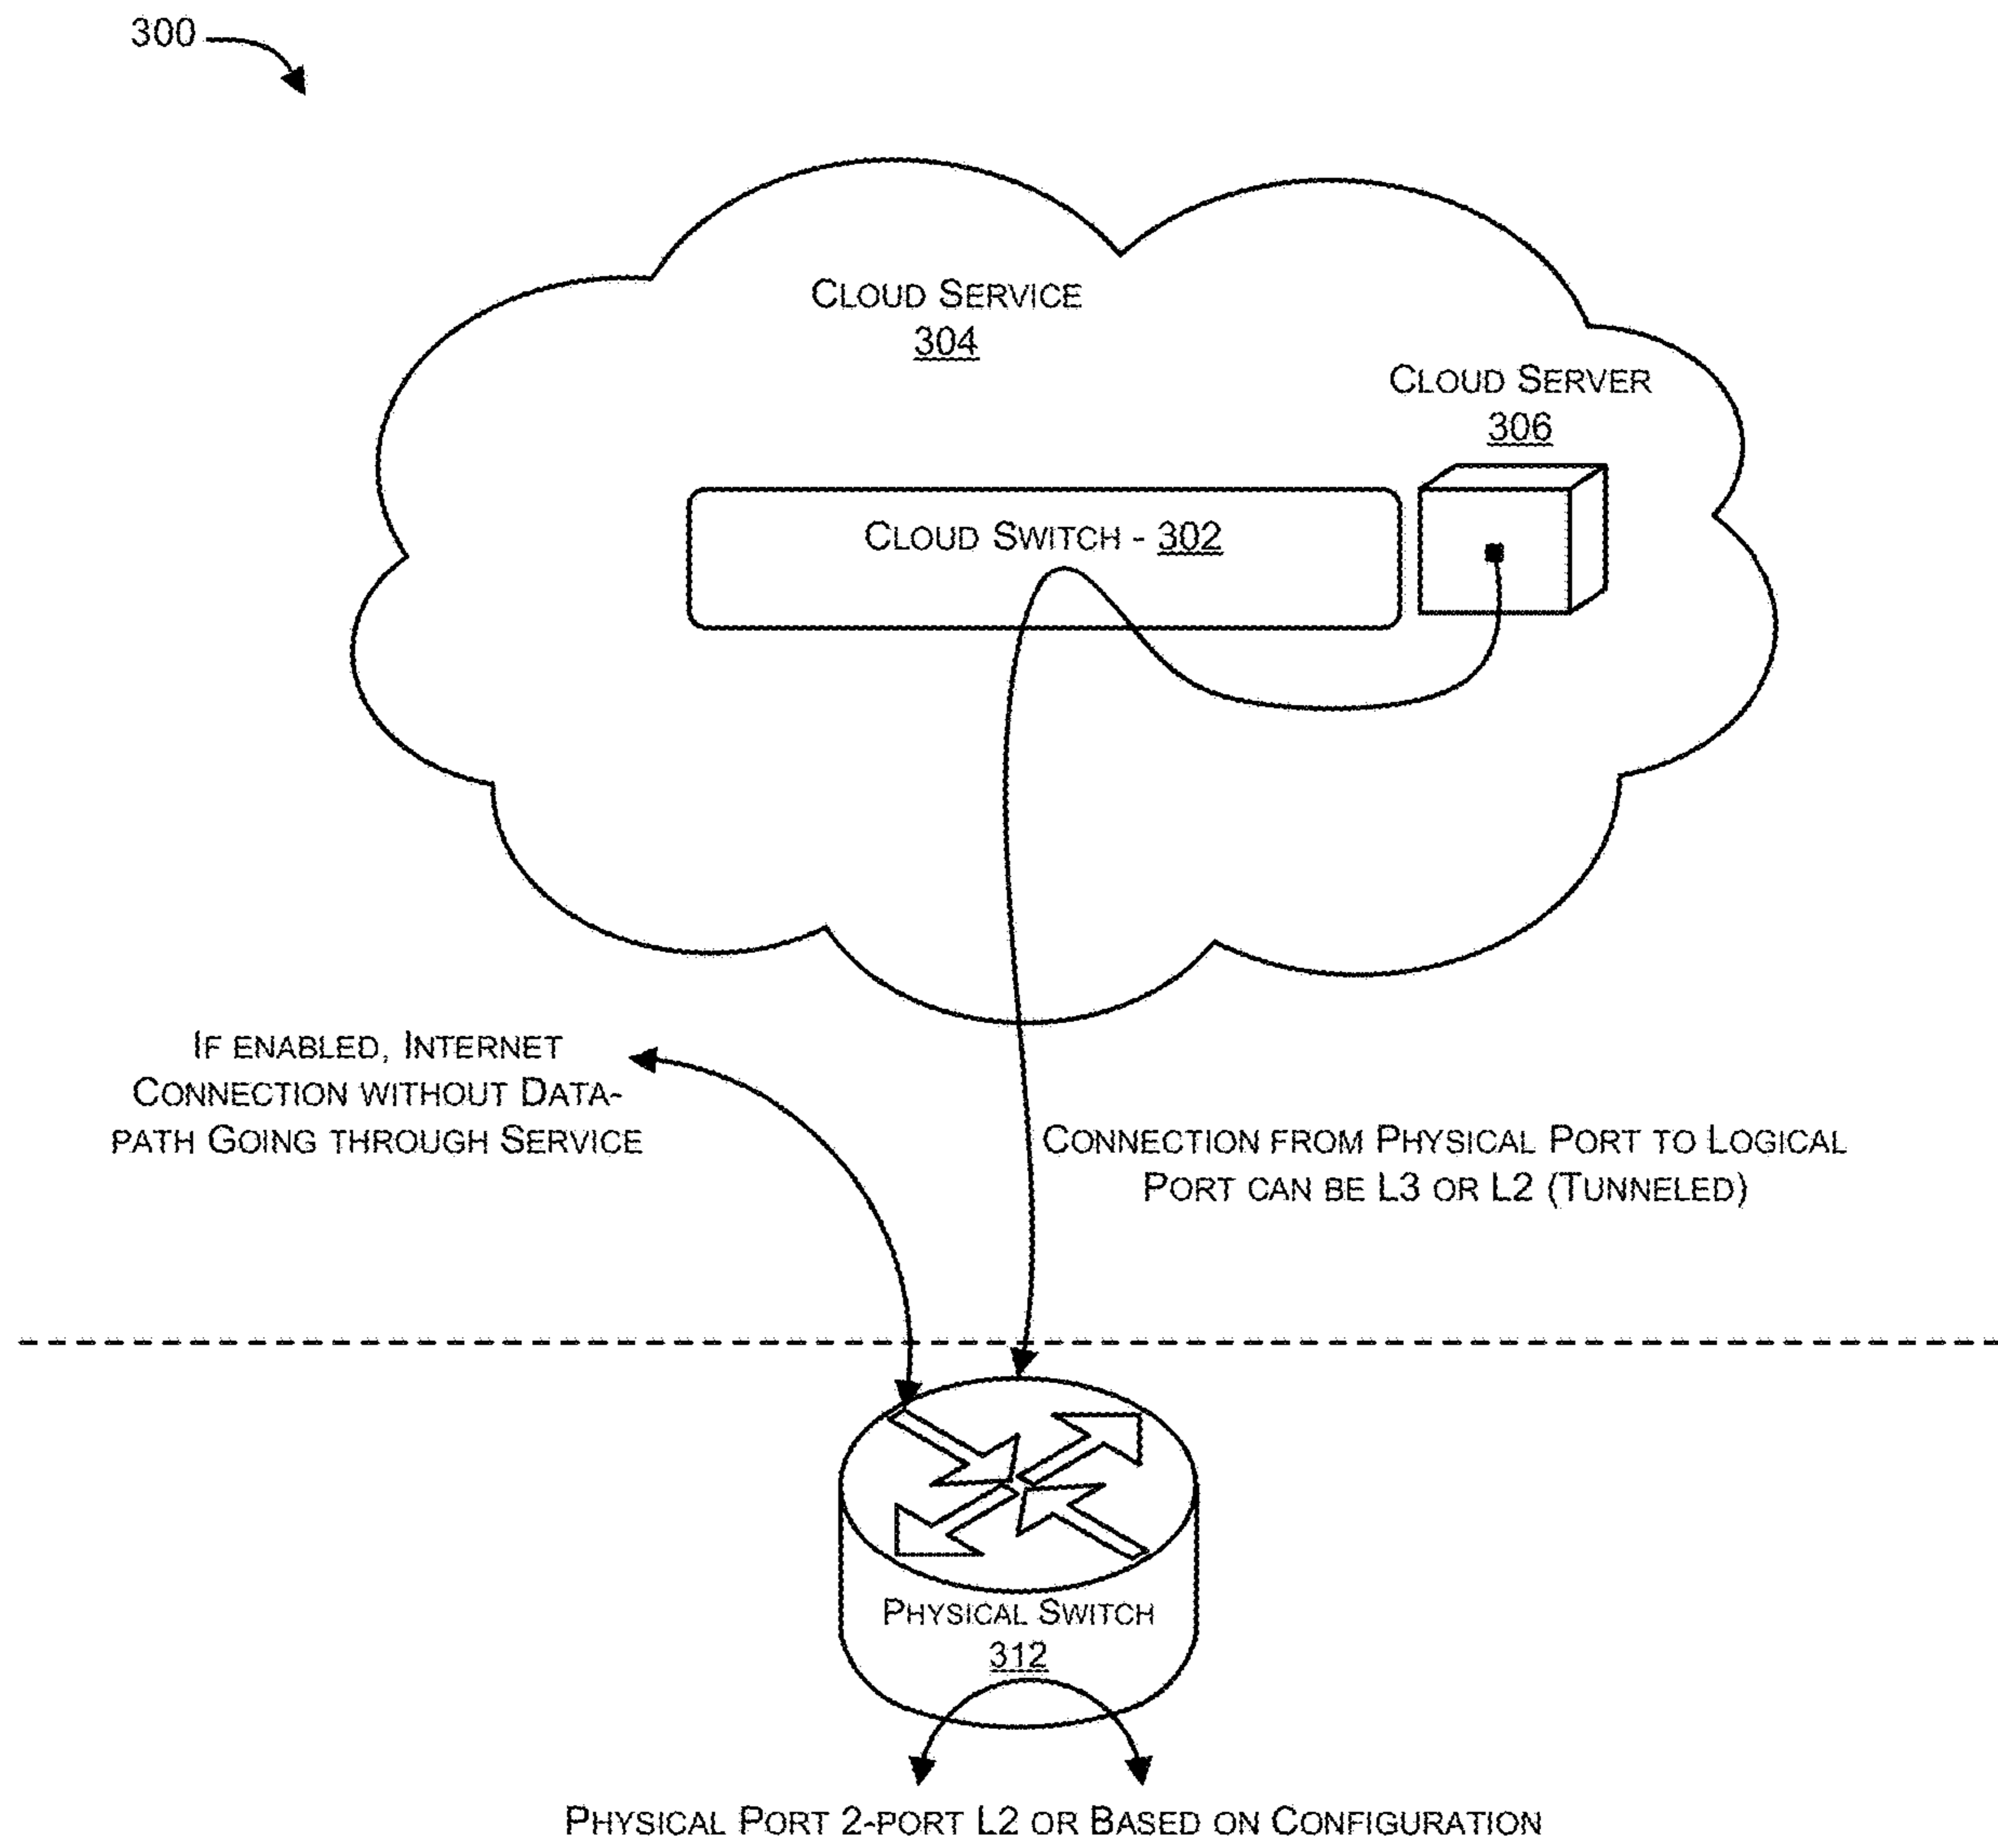 300
CLOUD SERVICE
304
CLOUD SERVER
306
CLOUD SWITCH - 302
IF ENABLED, INTERNET
CONNECTION WITHOUT DATA-
PATH GOING THROUGH SERVICE
CONNECTION FROM PHYSICAL PORT TO LOGICAL
PORT CAN BE L3 OR L2 (TUNNELED)
PHYSICAL SWITCH
312
PHYSICAL PORT 2-PORT L2 OR BASED ON CONFIGURATION